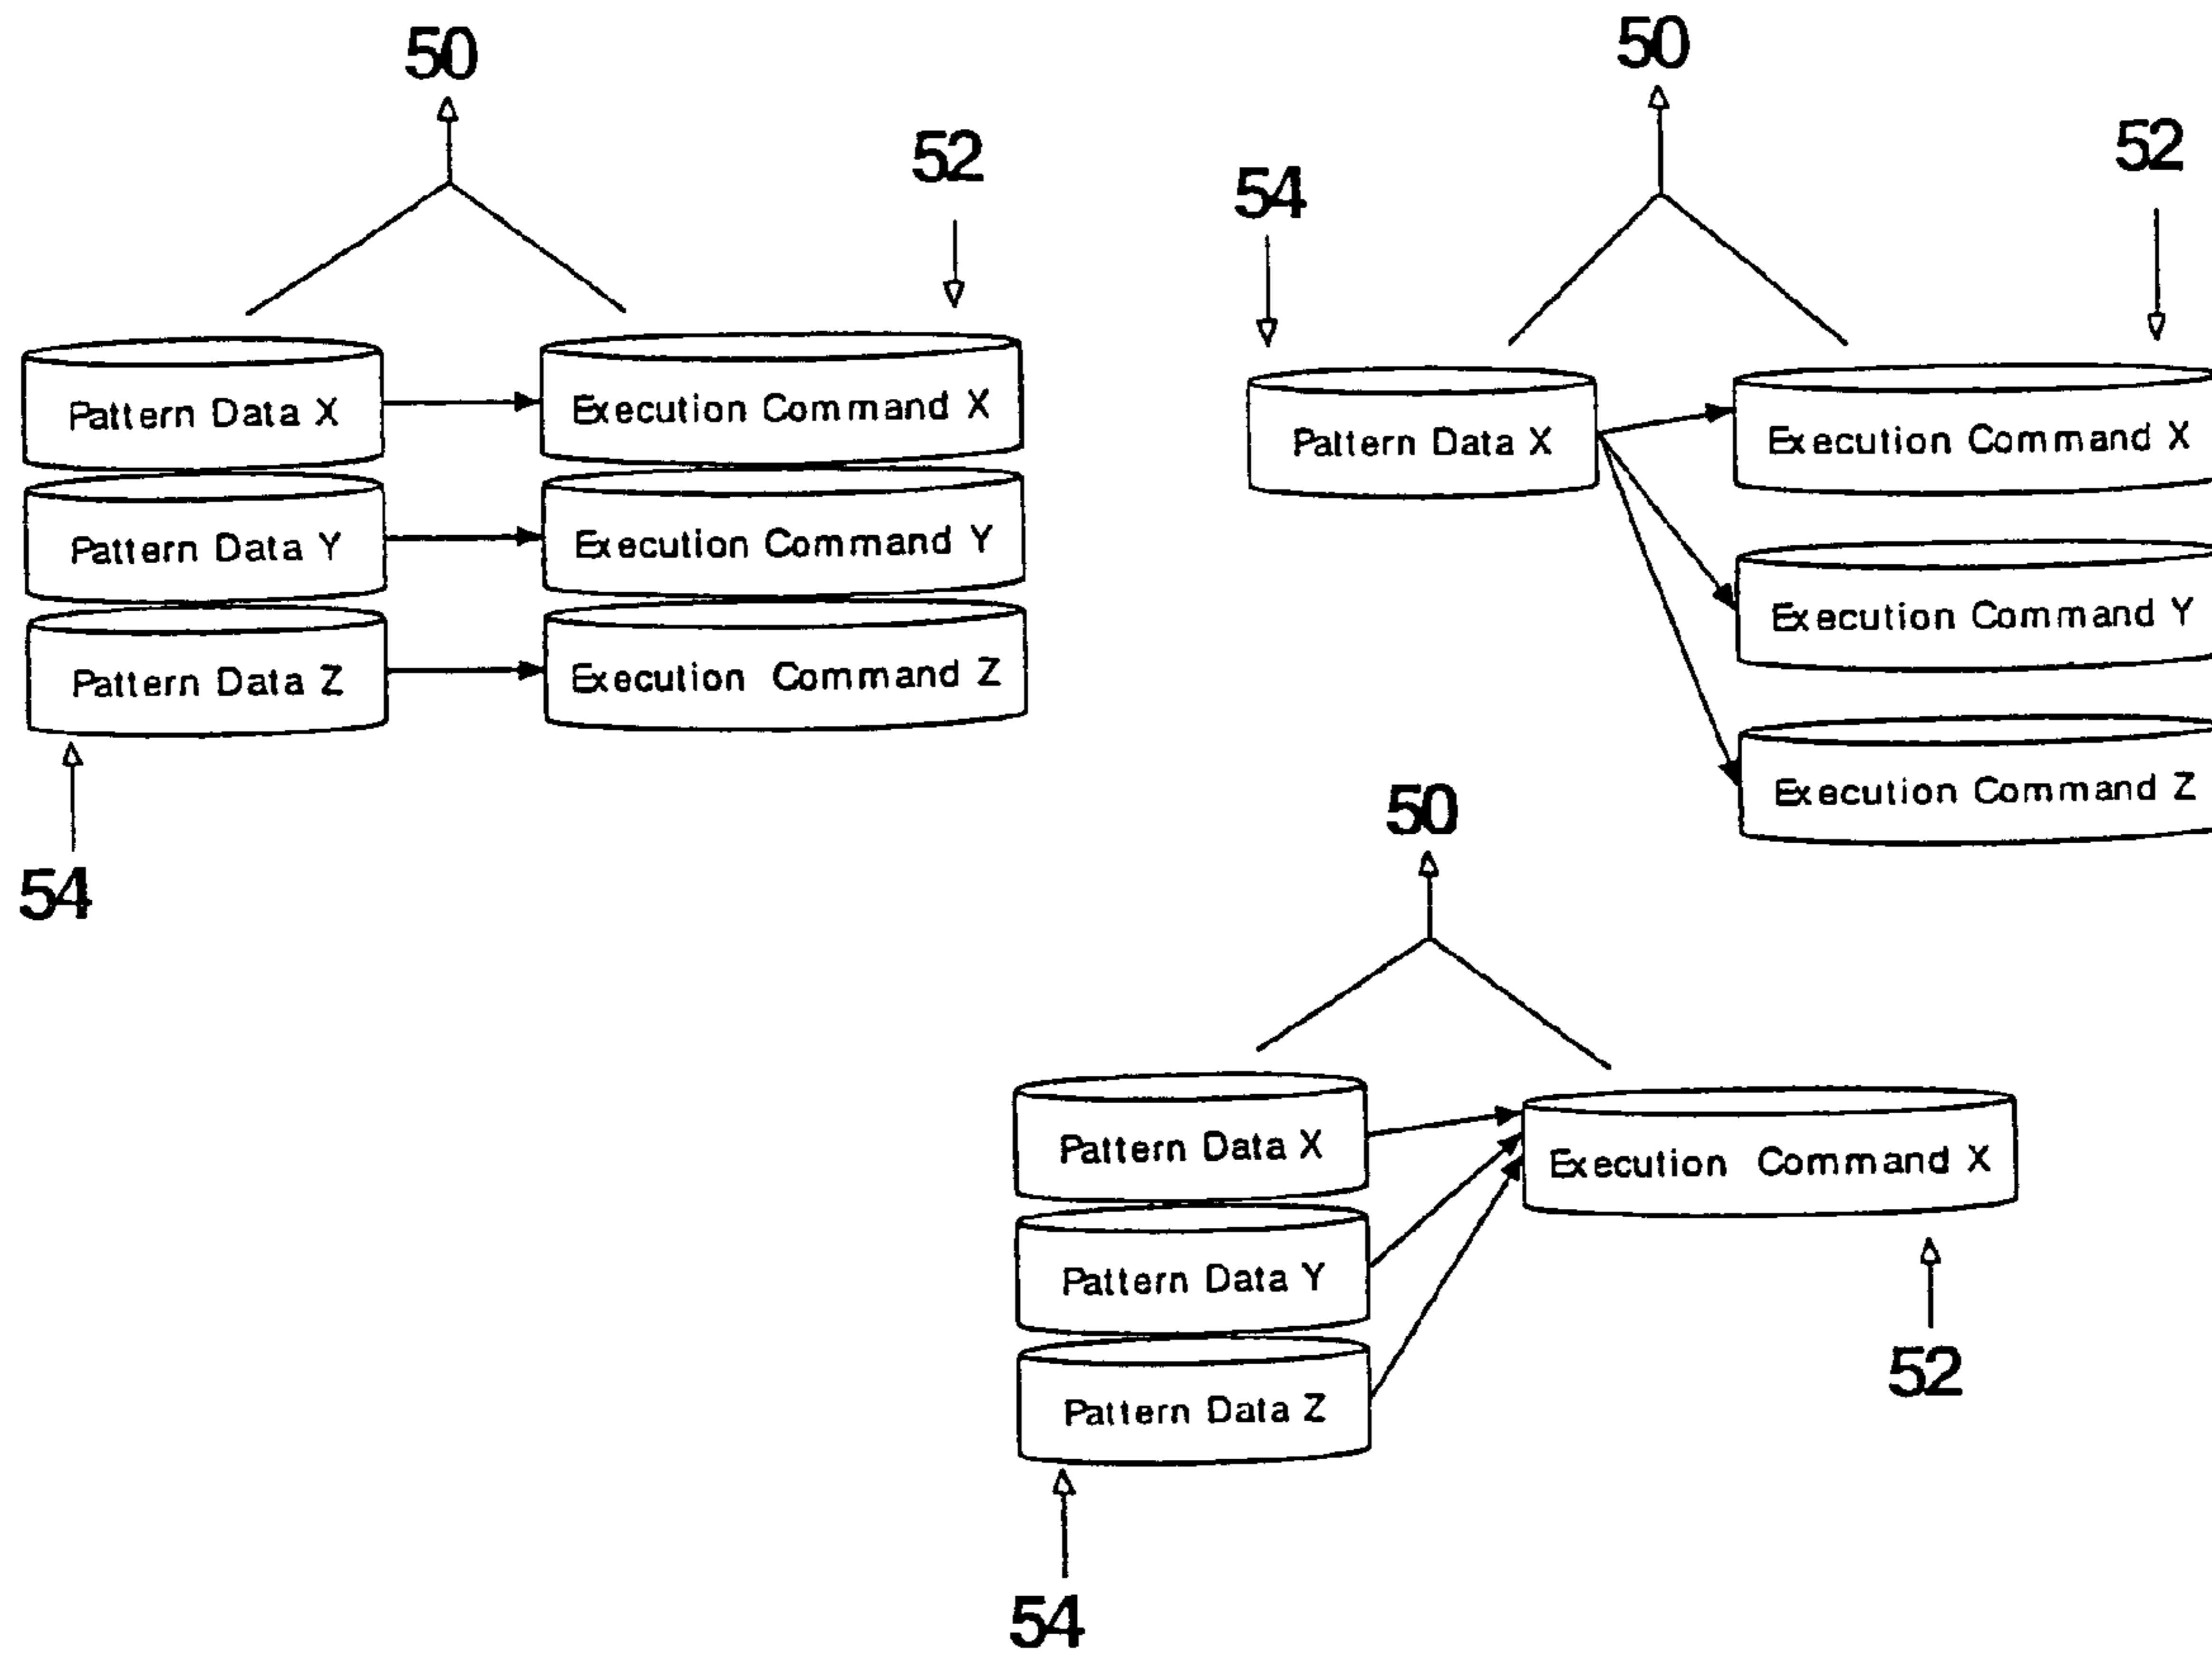 50
52
Pattern Data X
Execution Command X
Pattern Data Y
Execution Command Y
Pattern Data Z
Execution Command Z
54
50
54
52
Pattern Data X
Execution Command X
Execution Command Y
Execution Command Z
50
Pattern Data X
Execution Command X
Pattern Data Y
Pattern Data Z
52
54